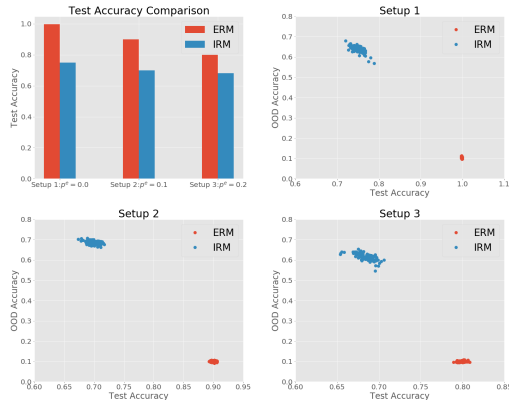 Test Accuracy Comparison
ERM
IRM
Test Accuracy
1.0
0.8
0.6
0.4
0.2
0.0
Setup 1:p^e = 0.0
Setup 2:p^e = 0.1
Setup 3:p^e = 0.2
Setup 1
ERM
IRM
OOD Accuracy
0.8
0.7
0.6
0.5
0.4
0.3
0.2
0.1
0.0
0.6 0.7 0.8 0.9 1.0 1.1
Test Accuracy
Setup 2
ERM
IRM
OOD Accuracy
0.8
0.7
0.6
0.5
0.4
0.3
0.2
0.1
0.0
0.60 0.65 0.70 0.75 0.80 0.85 0.90 0.95
Test Accuracy
Setup 3
ERM
IRM
OOD Accuracy
0.8
0.7
0.6
0.5
0.4
0.3
0.2
0.1
0.0
0.60 0.65 0.70 0.75 0.80 0.85
Test Accuracy